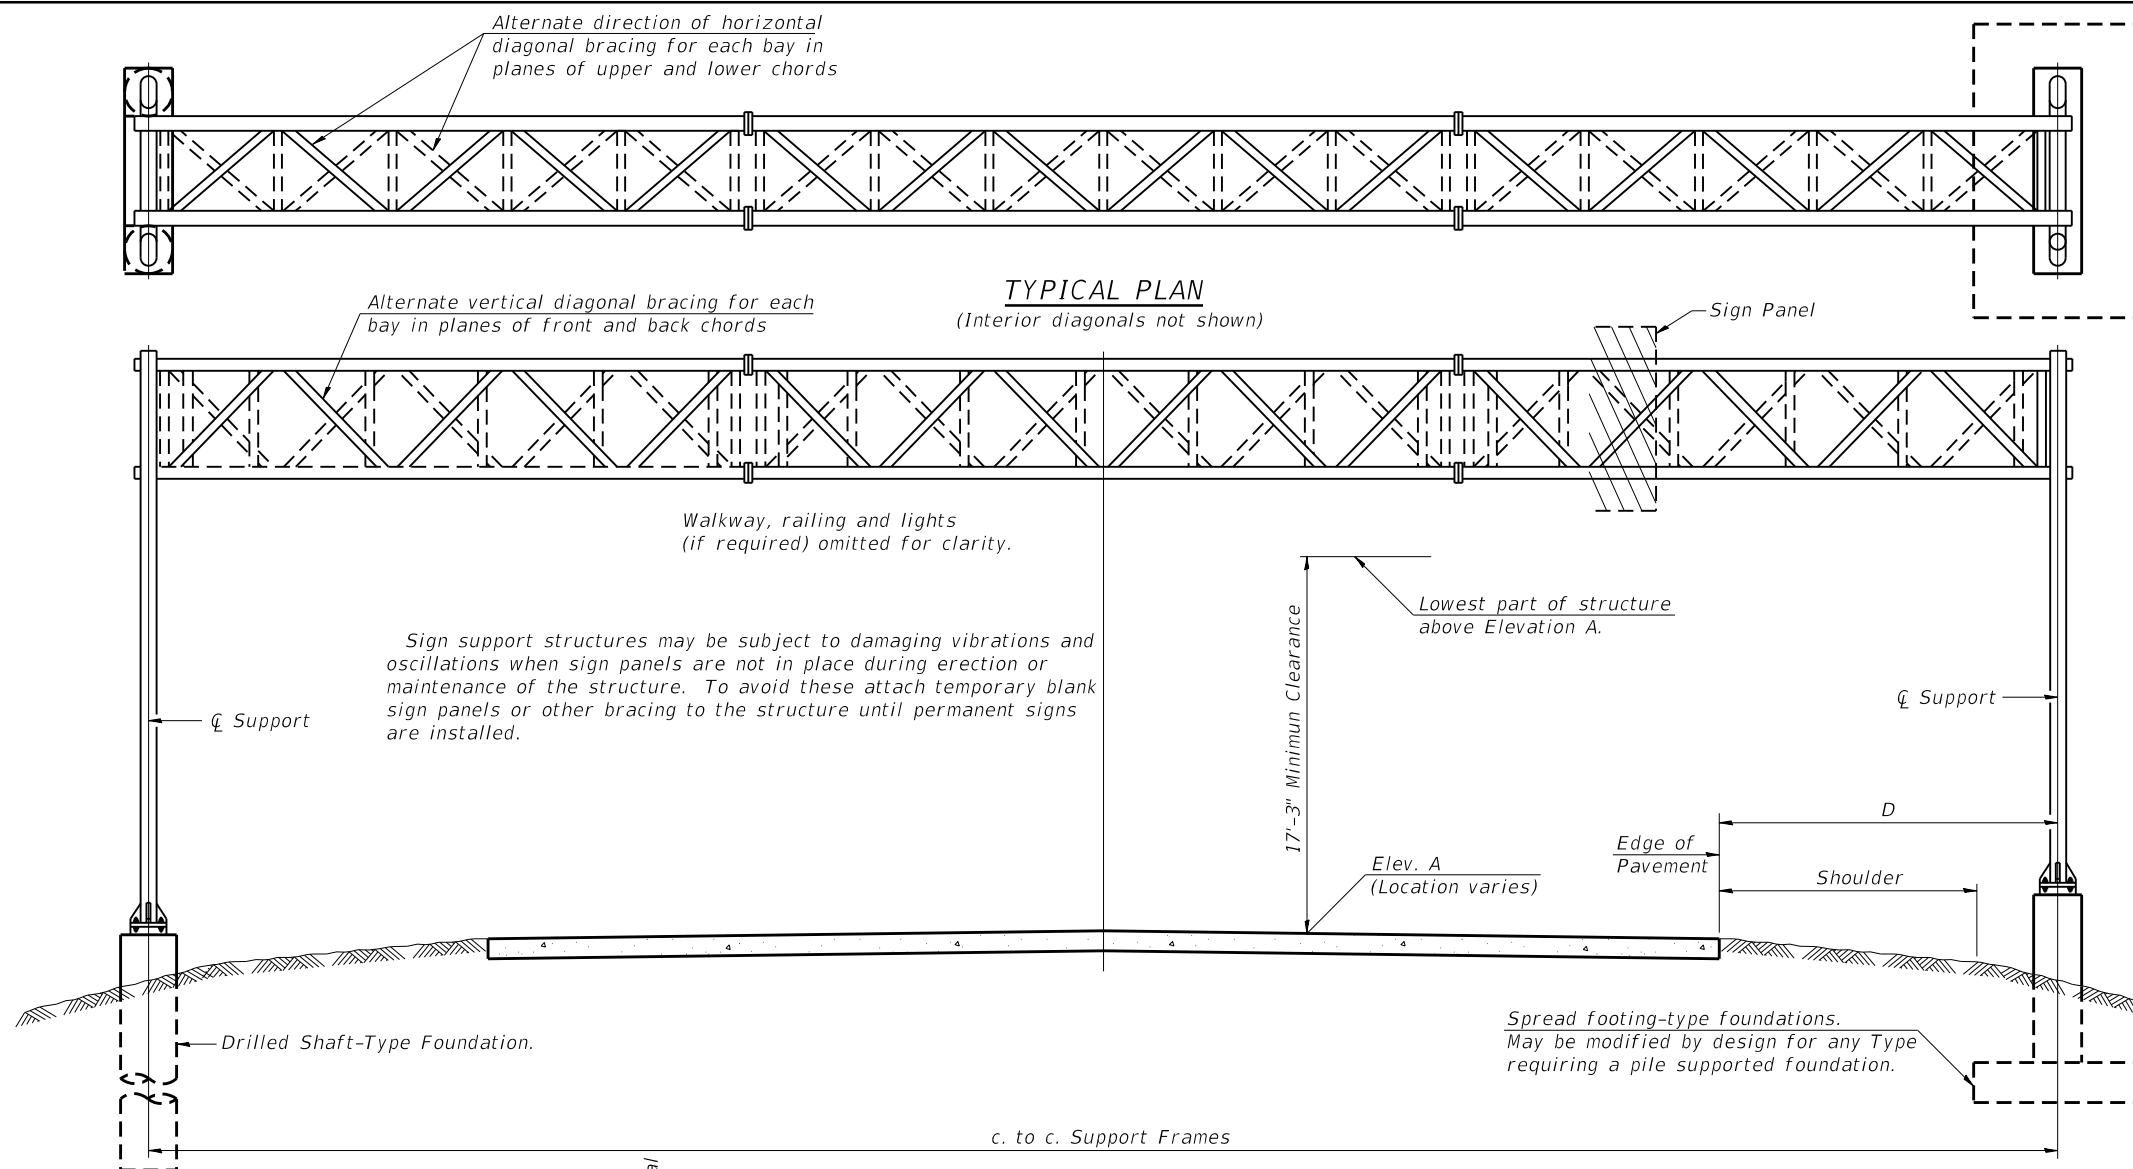 Alternate direction of horizontal
diagonal bracing for each bay in
planes of upper and lower chords
TYPICAL PLAN
(Interior diagonals not shown)
Alternate vertical diagonal bracing for each
bay in planes of front and back chords
Sign Panel
Walkway, railing and lights
(if required) omitted for clarity.
Lowest part of structure
above Elevation A.
17'-3" Minimun Clearance
Sign support structures may be subject to damaging vibrations and
oscillations when sign panels are not in place during erection or
maintenance of the structure. To avoid these attach temporary blank
sign panels or other bracing to the structure until permanent signs
are installed.
℄ Support
℄ Support
D
Edge of
Pavement
Shoulder
Elev. A
(Location varies)
Drilled Shaft-Type Foundation.
Spread footing-type foundations.
May be modified by design for any Type
requiring a pile supported foundation.
c. to c. Support Frames